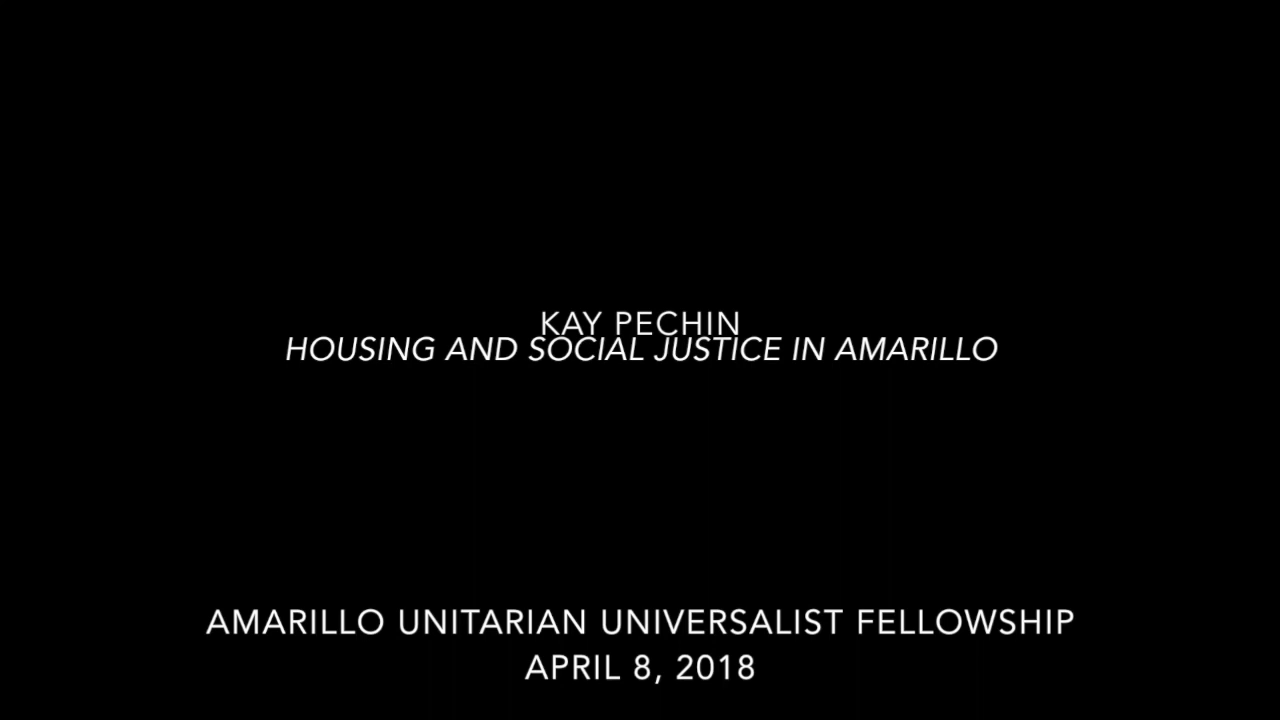 KAY PECHIN
HOUSING AND SOCIAL JUSTICE IN AMARILLO
AMARILLO UNITARIAN UNIVERSALIST FELLOWSHIP
APRIL 8, 2018